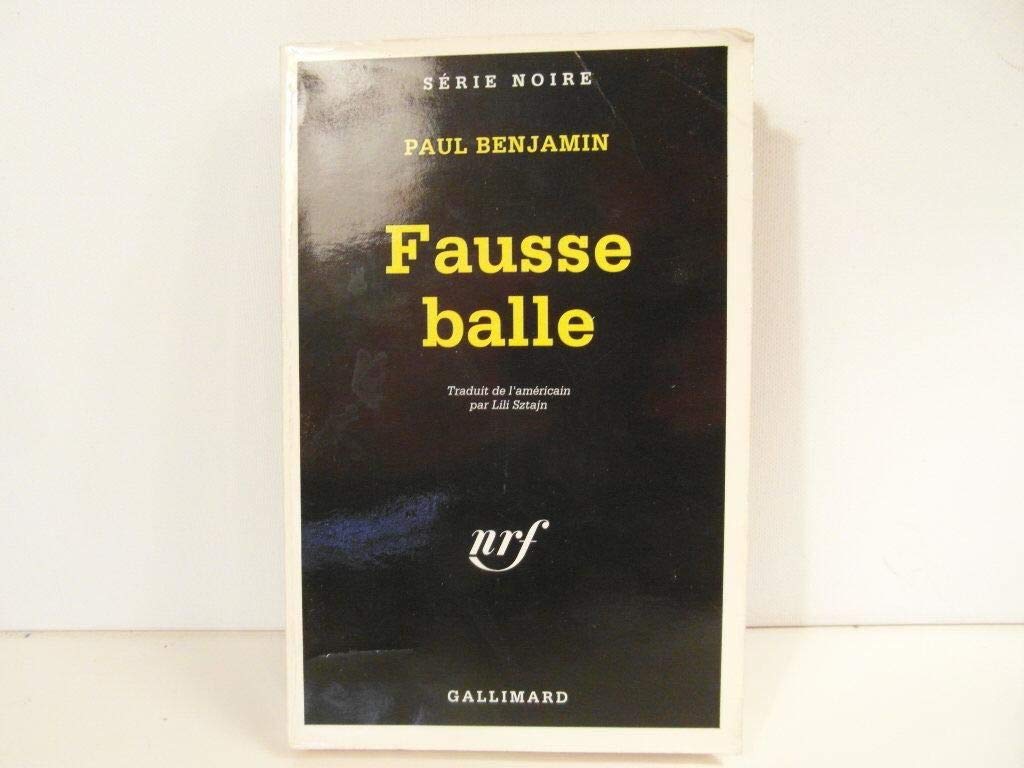 SÉRIE NOIRE
PAUL BENJAMIN
Fausse
balle
Traduit de l'américain
par Lili Sztajn
nrf
GALLIMARD